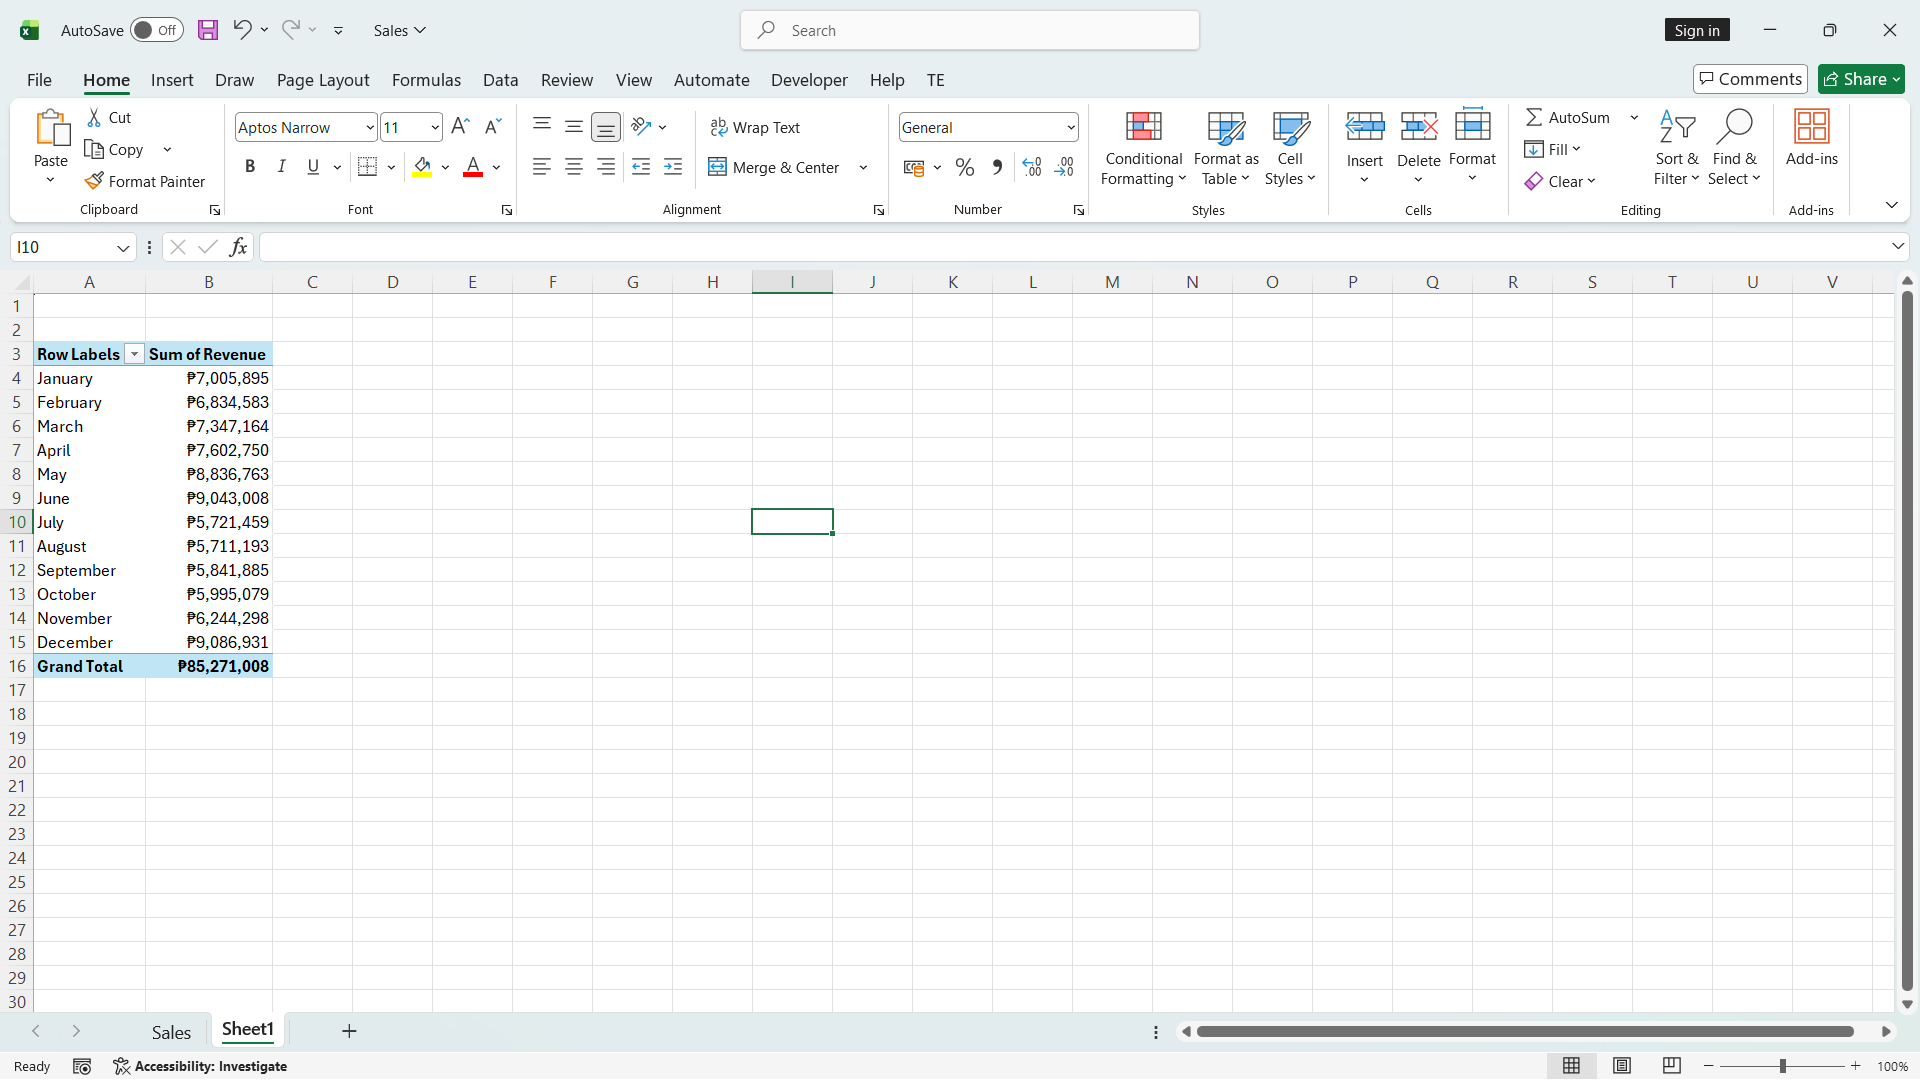 AutoSave Off Sales Search Sign in
File Home Insert Draw Page Layout Formulas Data Review View Automate Developer Help TE Comments Share
Paste Cut Copy Format Painter Clipboard
Aptos Narrow 11 B I U A Font
ab Wrap Text Merge & Center Alignment
General % Number
Conditional Formatting Format as Table Cell Styles Styles
Insert Delete Format Cells
AutoSum Fill Clear Sort & Filter Find & Select Editing
Add-ins Add-ins
I10 fx
A B C D E F G H I J K L M N O P Q R S T U V
1
2
3 Row Labels Sum of Revenue
4 January ₱7,005,895
5 February ₱6,834,583
6 March ₱7,347,164
7 April ₱7,602,750
8 May ₱8,836,763
9 June ₱9,043,008
10 July ₱5,721,459
11 August ₱5,711,193
12 September ₱5,841,885
13 October ₱5,995,079
14 November ₱6,244,298
15 December ₱9,086,931
16 Grand Total ₱85,271,008
17
18
19
20
21
22
23
24
25
26
27
28
29
30
Sales Sheet1
Ready Accessibility: Investigate 100%